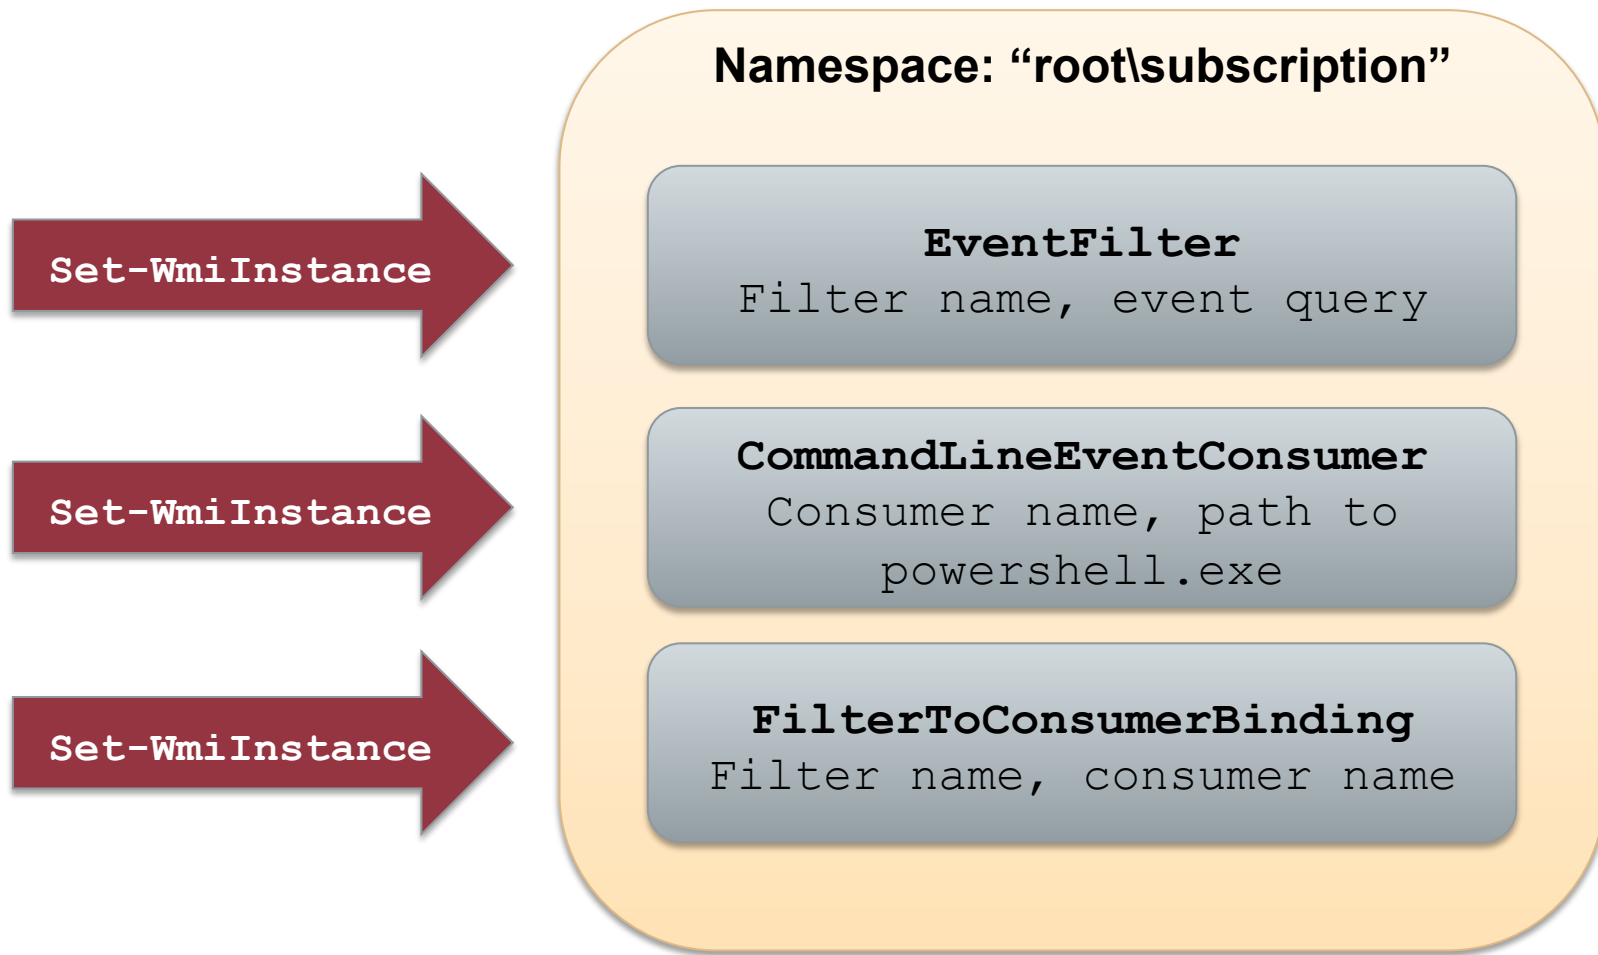 Namespace: “root\subscription”
Set-WmiInstance
EventFilter
Filter name, event query
Set-WmiInstance
CommandLineEventConsumer
Consumer name, path to
powershell.exe
Set-WmiInstance
FilterToConsumerBinding
Filter name, consumer name